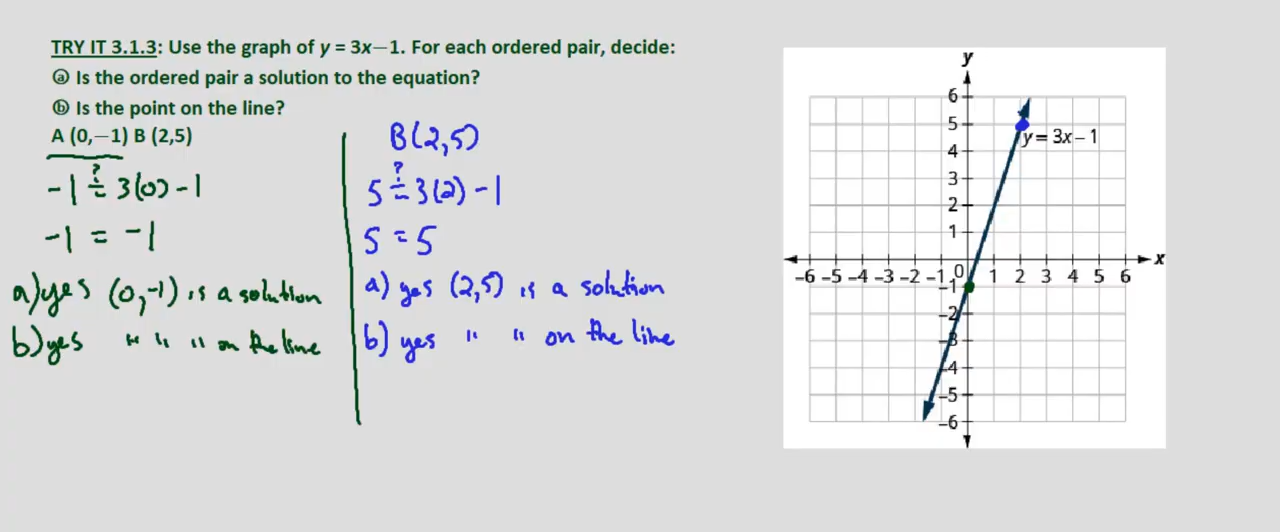 TRY IT 3.1.3: Use the graph of y = 3x−1. For each ordered pair, decide:
ⓐ Is the ordered pair a solution to the equation?
ⓑ Is the point on the line?
A (0,−1) B (2,5)
-1 ≟ 3(0) - 1
-1 = -1
a) yes (0,-1) is a solution
b) yes " " " on the line
B(2,5)
5 ≟ 3(2) - 1
5 = 5
a) yes (2,5) is a solution
b) yes " " on the line
y
6
5
y = 3x − 1
4
3
2
1
x
−6 −5 −4 −3 −2 −1 0 1 2 3 4 5 6
−1
−2
−3
−4
−5
−6